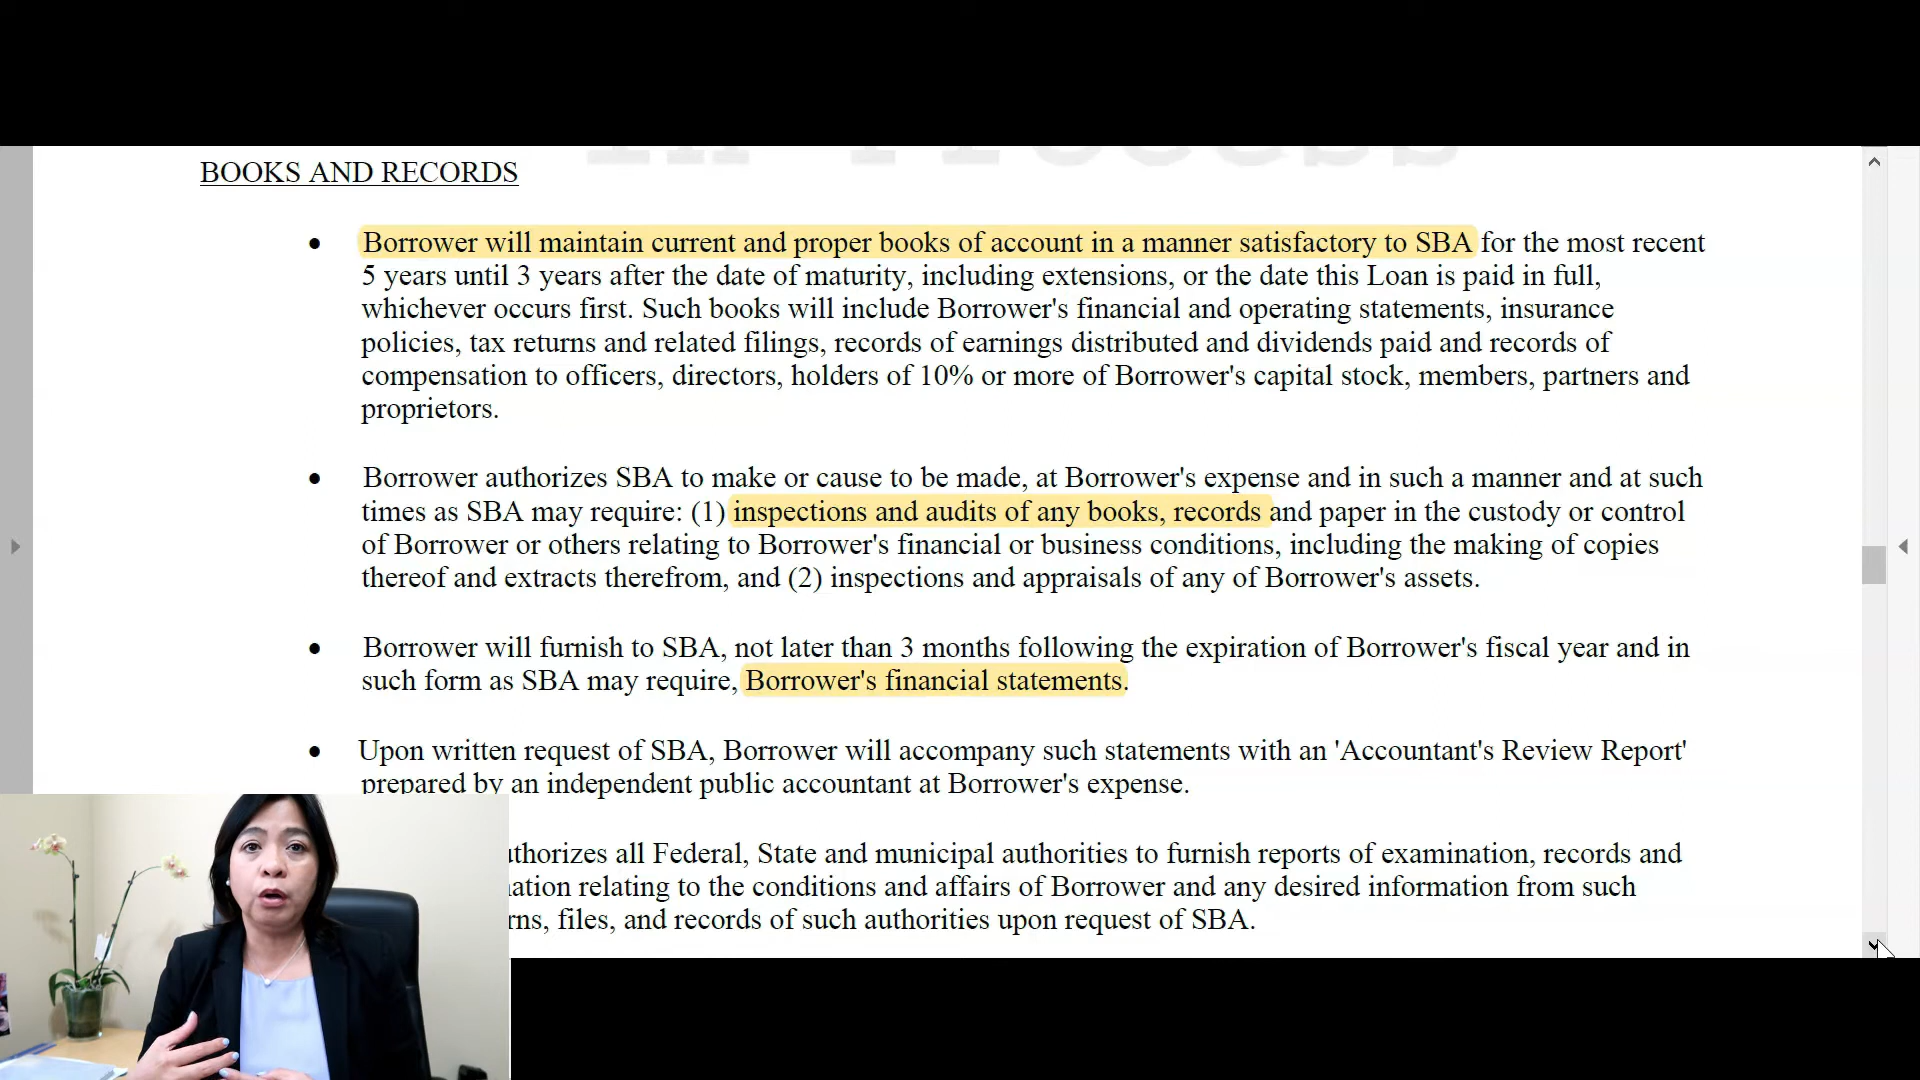 In Process
BOOKS AND RECORDS
• Borrower will maintain current and proper books of account in a manner satisfactory to SBA for the most recent
5 years until 3 years after the date of maturity, including extensions, or the date this Loan is paid in full,
whichever occurs first. Such books will include Borrower's financial and operating statements, insurance
policies, tax returns and related filings, records of earnings distributed and dividends paid and records of
compensation to officers, directors, holders of 10% or more of Borrower's capital stock, members, partners and
proprietors.
• Borrower authorizes SBA to make or cause to be made, at Borrower's expense and in such a manner and at such
times as SBA may require: (1) inspections and audits of any books, records and paper in the custody or control
of Borrower or others relating to Borrower's financial or business conditions, including the making of copies
thereof and extracts therefrom, and (2) inspections and appraisals of any of Borrower's assets.
• Borrower will furnish to SBA, not later than 3 months following the expiration of Borrower's fiscal year and in
such form as SBA may require, Borrower's financial statements.
• Upon written request of SBA, Borrower will accompany such statements with an 'Accountant's Review Report'
prepared by an independent public accountant at Borrower's expense.
uthorizes all Federal, State and municipal authorities to furnish reports of examination, records and
ation relating to the conditions and affairs of Borrower and any desired information from such
rns, files, and records of such authorities upon request of SBA.